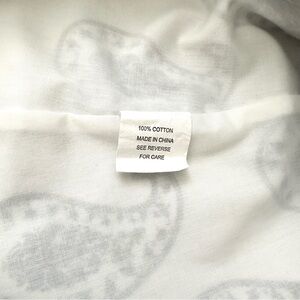 100% COTTON
MADE IN CHINA
SEE REVERSE
FOR CARE